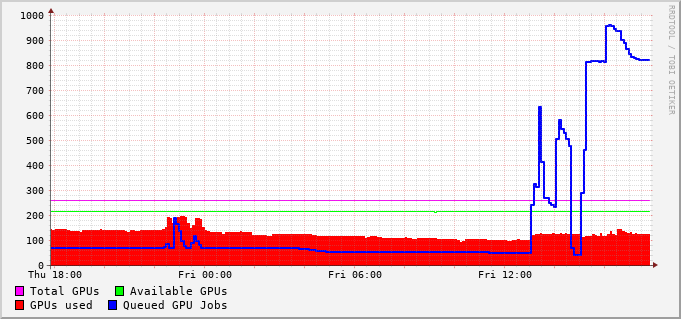 1000
900
800
700
600
500
400
300
200
100
0
Thu 18:00 Fri 00:00 Fri 06:00 Fri 12:00
RRDTOOL / TOBI OETIKER
Total GPUs Available GPUs
GPUs used Queued GPU Jobs